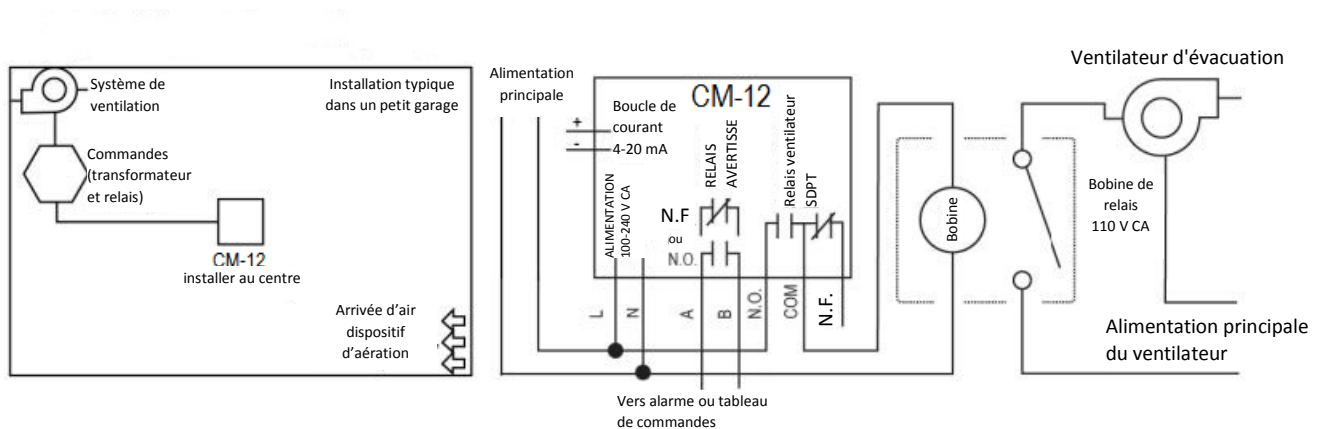 Système de
ventilation
Installation typique
dans un petit garage
Commandes
(transformateur
et relais)
CM-12
installer au centre
Arrivée d'air
dispositif
d'aération
Alimentation
principale
CM-12
Boucle de
courant
4-20 mA
+
-
ALIMENTATION
100-240 V CA
RELAIS
AVERTISSE
N.F
ou
N.O.
Relais ventilateur
SDPT
L
N
A
B
N.O.
COM
N.F.
Vers alarme ou tableau
de commandes
Bobine
Ventilateur d'évacuation
Bobine de
relais
110 V CA
Alimentation principale
du ventilateur